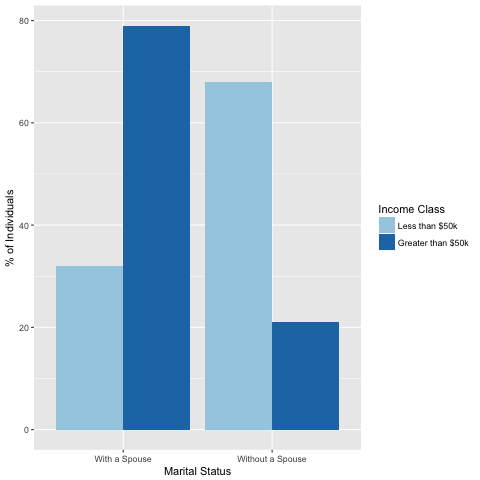 80
60
40
20
0
% of Individuals
With a Spouse
Without a Spouse
Marital Status
Income Class
Less than $50k
Greater than $50k